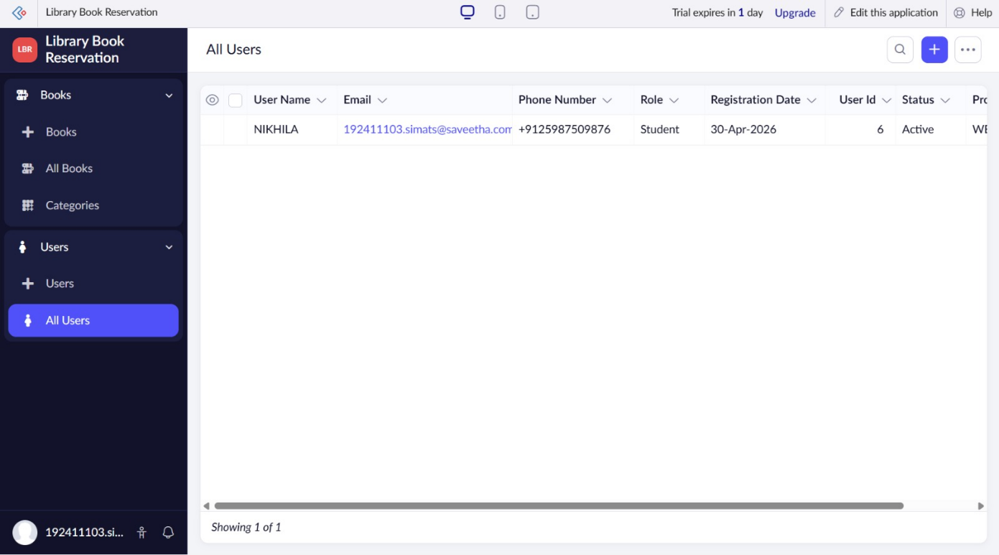 Library Book Reservation
Trial expires in 1 day Upgrade Edit this application Help
LBR
Library Book
Reservation
Books
Books
All Books
Categories
Users
Users
All Users
192411103.si...
All Users
User Name Email Phone Number Role Registration Date User Id Status
NIKHILA 192411103.simats@saveetha.com +9125987509876 Student 30-Apr-2026 6 Active
Showing 1 of 1